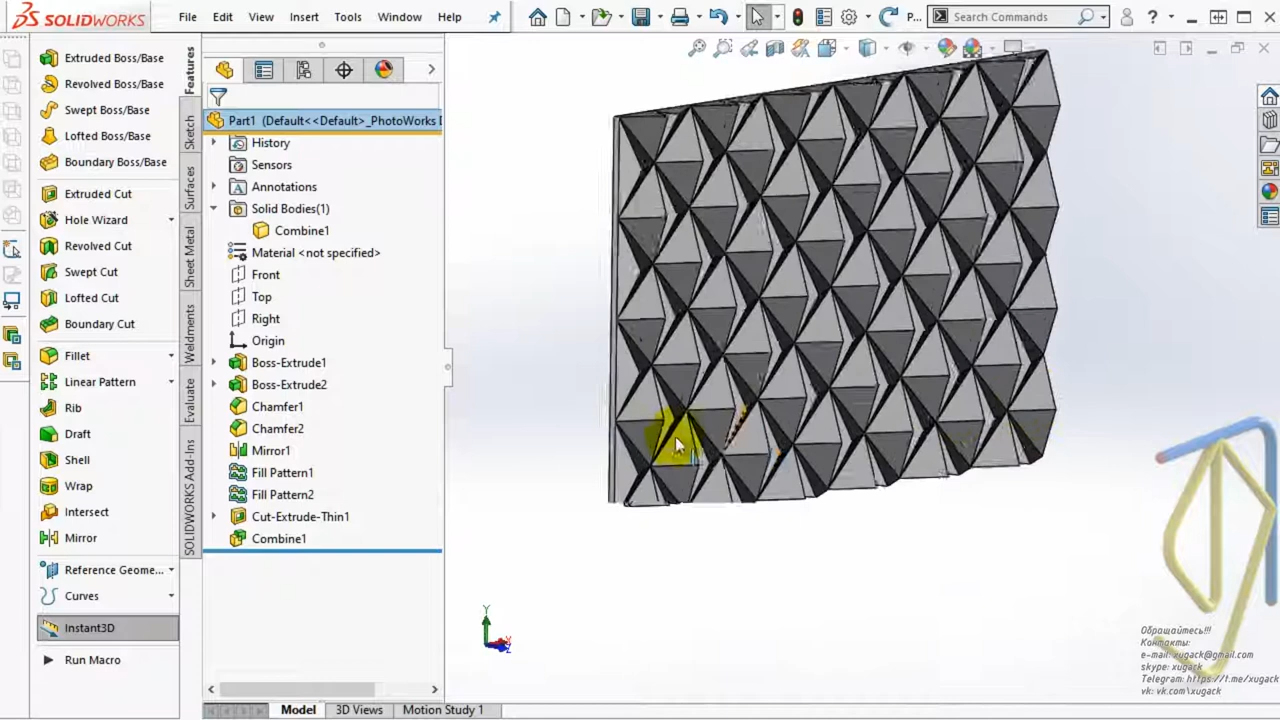 SOLIDWORKS File Edit View Insert Tools Window Help P... Search Commands ?
Features
Sketch
Surfaces
Sheet Metal
Weldments
Evaluate
SOLIDWORKS Add-Ins
Extruded Boss/Base
Revolved Boss/Base
Swept Boss/Base
Lofted Boss/Base
Boundary Boss/Base
Extruded Cut
Hole Wizard
Revolved Cut
Swept Cut
Lofted Cut
Boundary Cut
Fillet
Linear Pattern
Rib
Draft
Shell
Wrap
Intersect
Mirror
Reference Geome...
Curves
Instant3D
Run Macro
Part1 (Default<<Default>_PhotoWorks D
History
Sensors
Annotations
Solid Bodies(1)
Combine1
Material <not specified>
Front
Top
Right
Origin
Boss-Extrude1
Boss-Extrude2
Chamfer1
Chamfer2
Mirror1
Fill Pattern1
Fill Pattern2
Cut-Extrude-Thin1
Combine1
Y
Z
Обращайтесь!!!
Контакты:
e-mail: xugack@gmail.com
skype: xugack
Telegram: https://t.me/xugack
vk: vk.com\xugack
Model 3D Views Motion Study 1